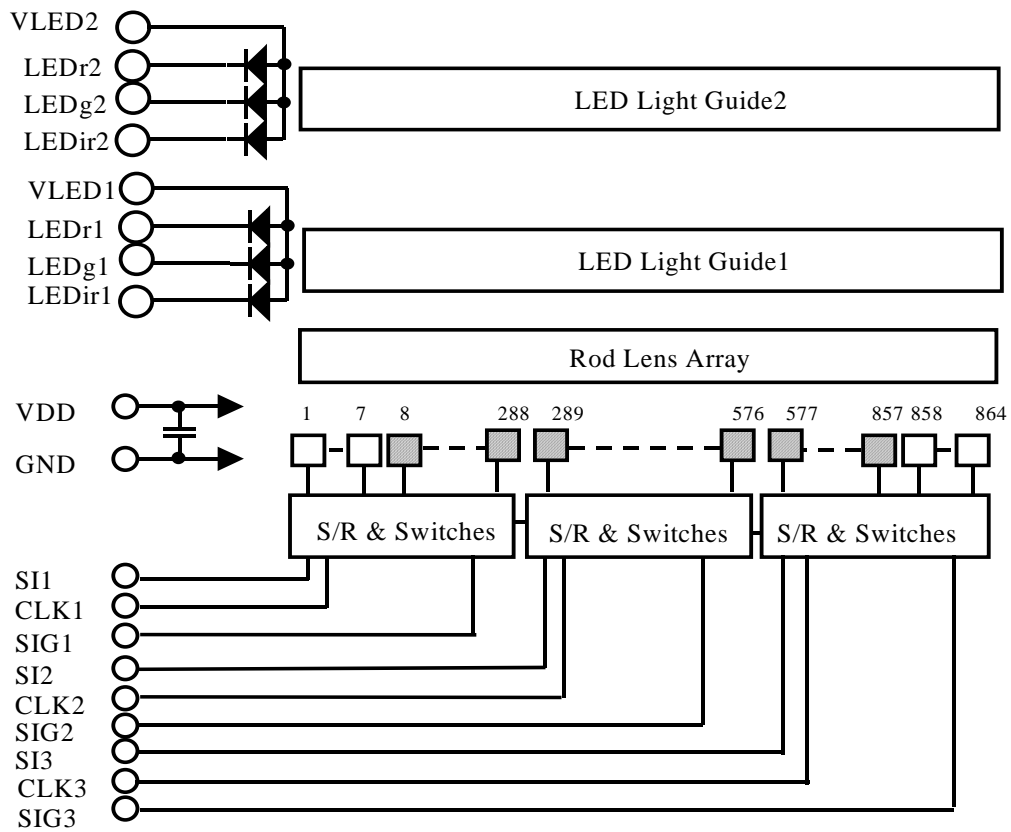 VLED2
LEDr2
LEDg2
LEDir2
LED Light Guide2
VLED1
LEDr1
LEDg1
LEDir1
LED Light Guide1
Rod Lens Array
VDD
GND
1 7 8 288 289 576 577 857 858 864
S/R & Switches S/R & Switches S/R & Switches
SI1
CLK1
SIG1
SI2
CLK2
SIG2
SI3
CLK3
SIG3